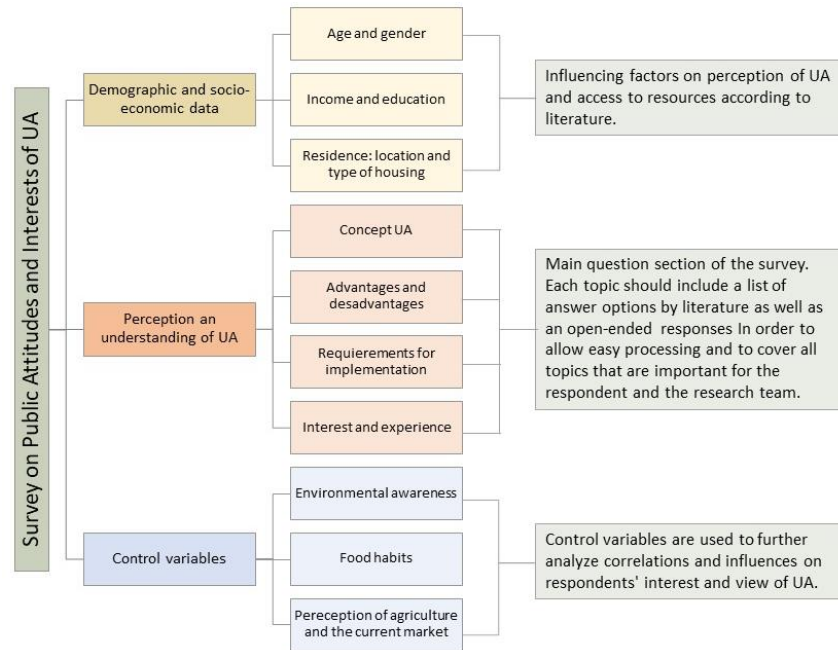 Survey on Public Attitudes and Interests of UA
Demographic and socio-
economic data
Age and gender
Income and education
Residence: location and
type of housing
Influencing factors on perception of UA
and access to resources according to
literature.
Perception an
understanding of UA
Concept UA
Advantages and
desadvantages
Requierements for
implementation
Interest and experience
Main question section of the survey.
Each topic should include a list of
answer options by literature as well as
an open-ended responses In order to
allow easy processing and to cover all
topics that are important for the
respondent and the research team.
Control variables
Environmental awareness
Food habits
Pereception of agriculture
and the current market
Control variables are used to further
analyze correlations and influences on
respondents' interest and view of UA.